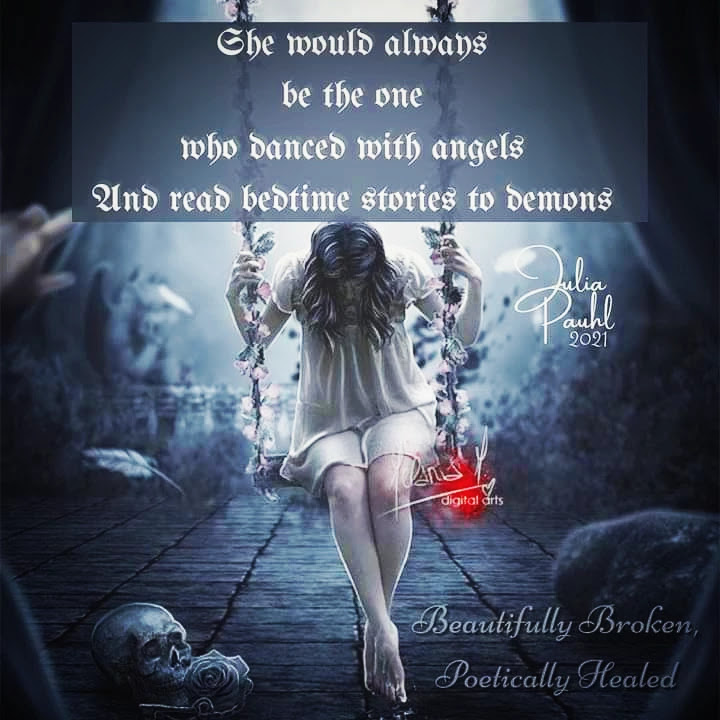 She would always
be the one
who danced with angels
And read bedtime stories to demons
Julia
Pauhl
2021
digital arts
Beautifully Broken,
Poetically Healed